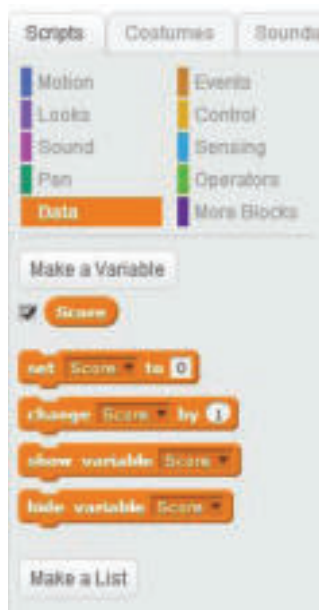 Scripts Costumes Sounds
Motion Events
Looks Control
Sound Sensing
Pen Operators
Data More Blocks
Make a Variable
Score
set Score to 0
change Score by 1
show variable Score
hide variable Score
Make a List